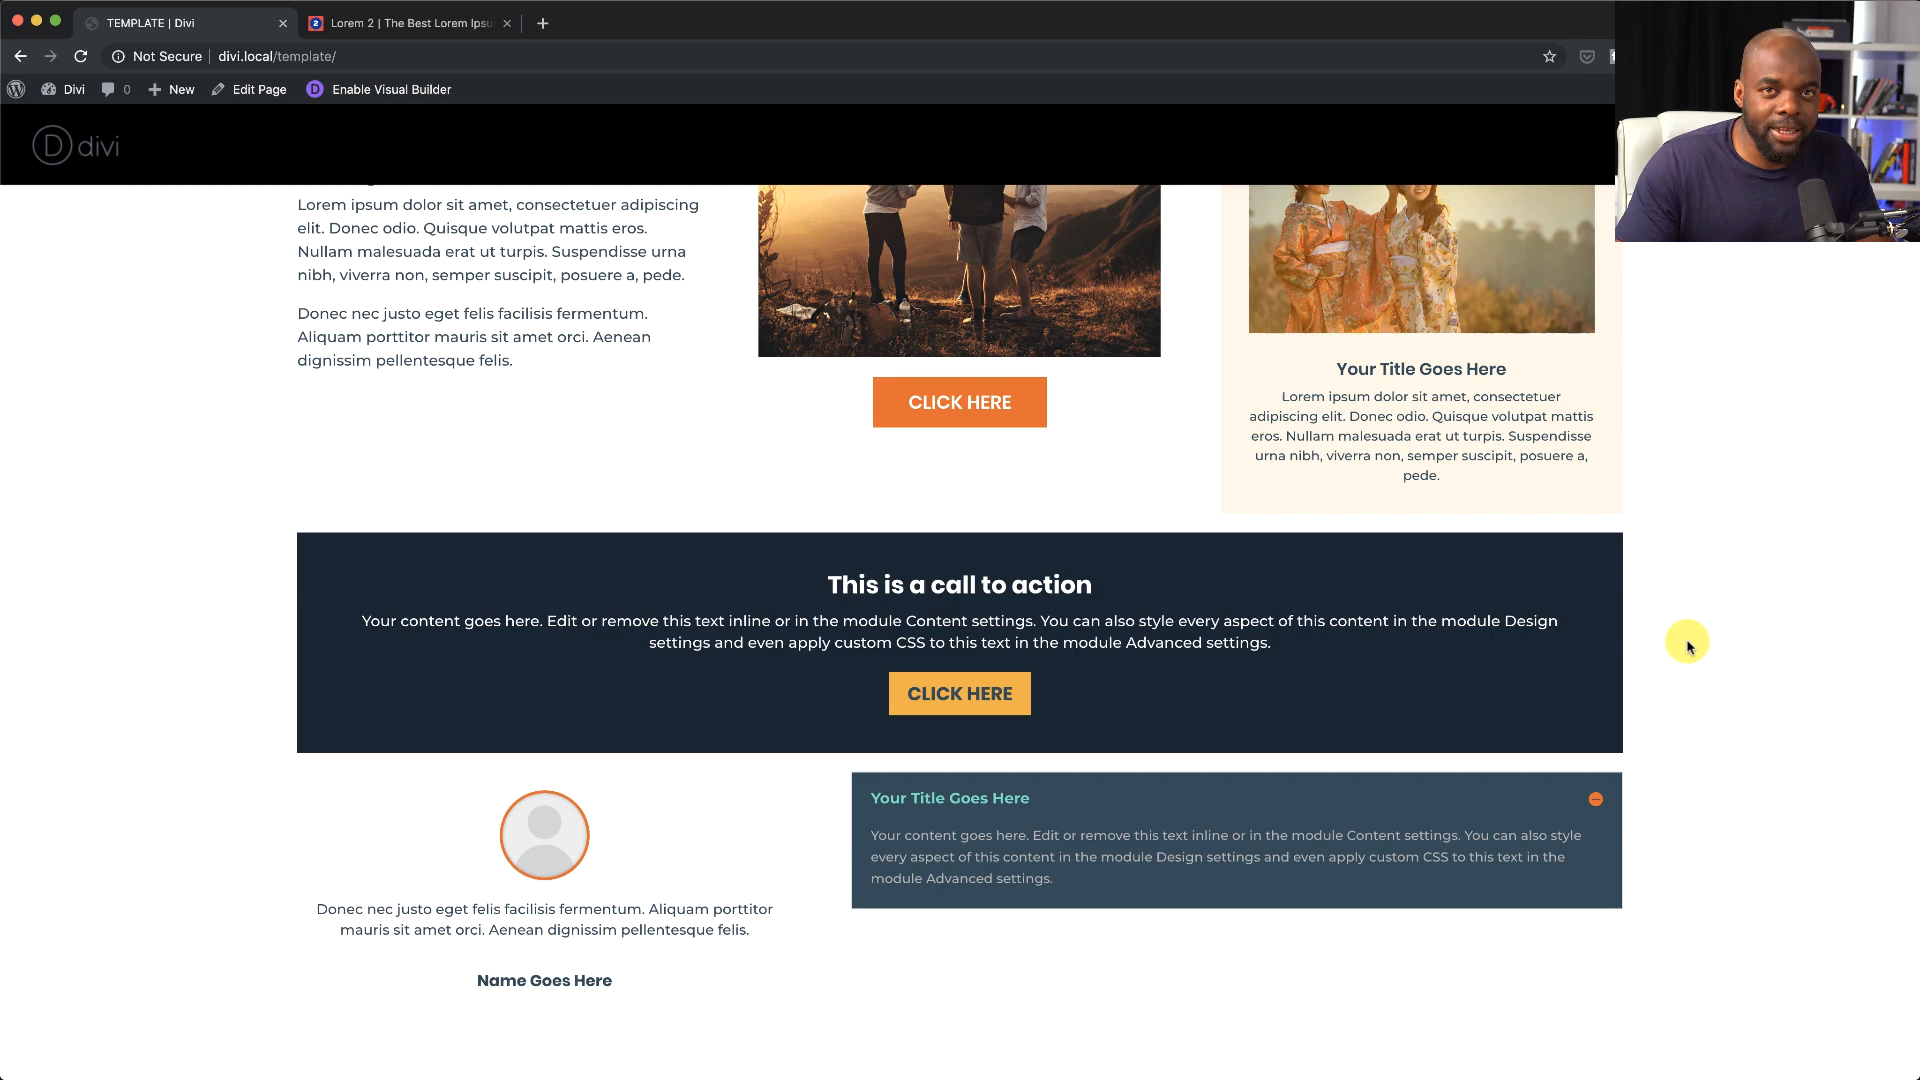 TEMPLATE | Divi
Lorem 2 | The Best Lorem Ipsu
Not Secure
divi.local/template/
Divi
0
New
Edit Page
D
Enable Visual Builder
D divi
Lorem ipsum dolor sit amet, consectetuer adipiscing
elit. Donec odio. Quisque volutpat mattis eros.
Nullam malesuada erat ut turpis. Suspendisse urna
nibh, viverra non, semper suscipit, posuere a, pede.
Donec nec justo eget felis facilisis fermentum.
Aliquam porttitor mauris sit amet orci. Aenean
dignissim pellentesque felis.
CLICK HERE
Your Title Goes Here
Lorem ipsum dolor sit amet, consectetuer
adipiscing elit. Donec odio. Quisque volutpat mattis
eros. Nullam malesuada erat ut turpis. Suspendisse
urna nibh, viverra non, semper suscipit, posuere a,
pede.
This is a call to action
Your content goes here. Edit or remove this text inline or in the module Content settings. You can also style every aspect of this content in the module Design
settings and even apply custom CSS to this text in the module Advanced settings.
CLICK HERE
Donec nec justo eget felis facilisis fermentum. Aliquam porttitor
mauris sit amet orci. Aenean dignissim pellentesque felis.
Name Goes Here
Your Title Goes Here
Your content goes here. Edit or remove this text inline or in the module Content settings. You can also style
every aspect of this content in the module Design settings and even apply custom CSS to this text in the
module Advanced settings.